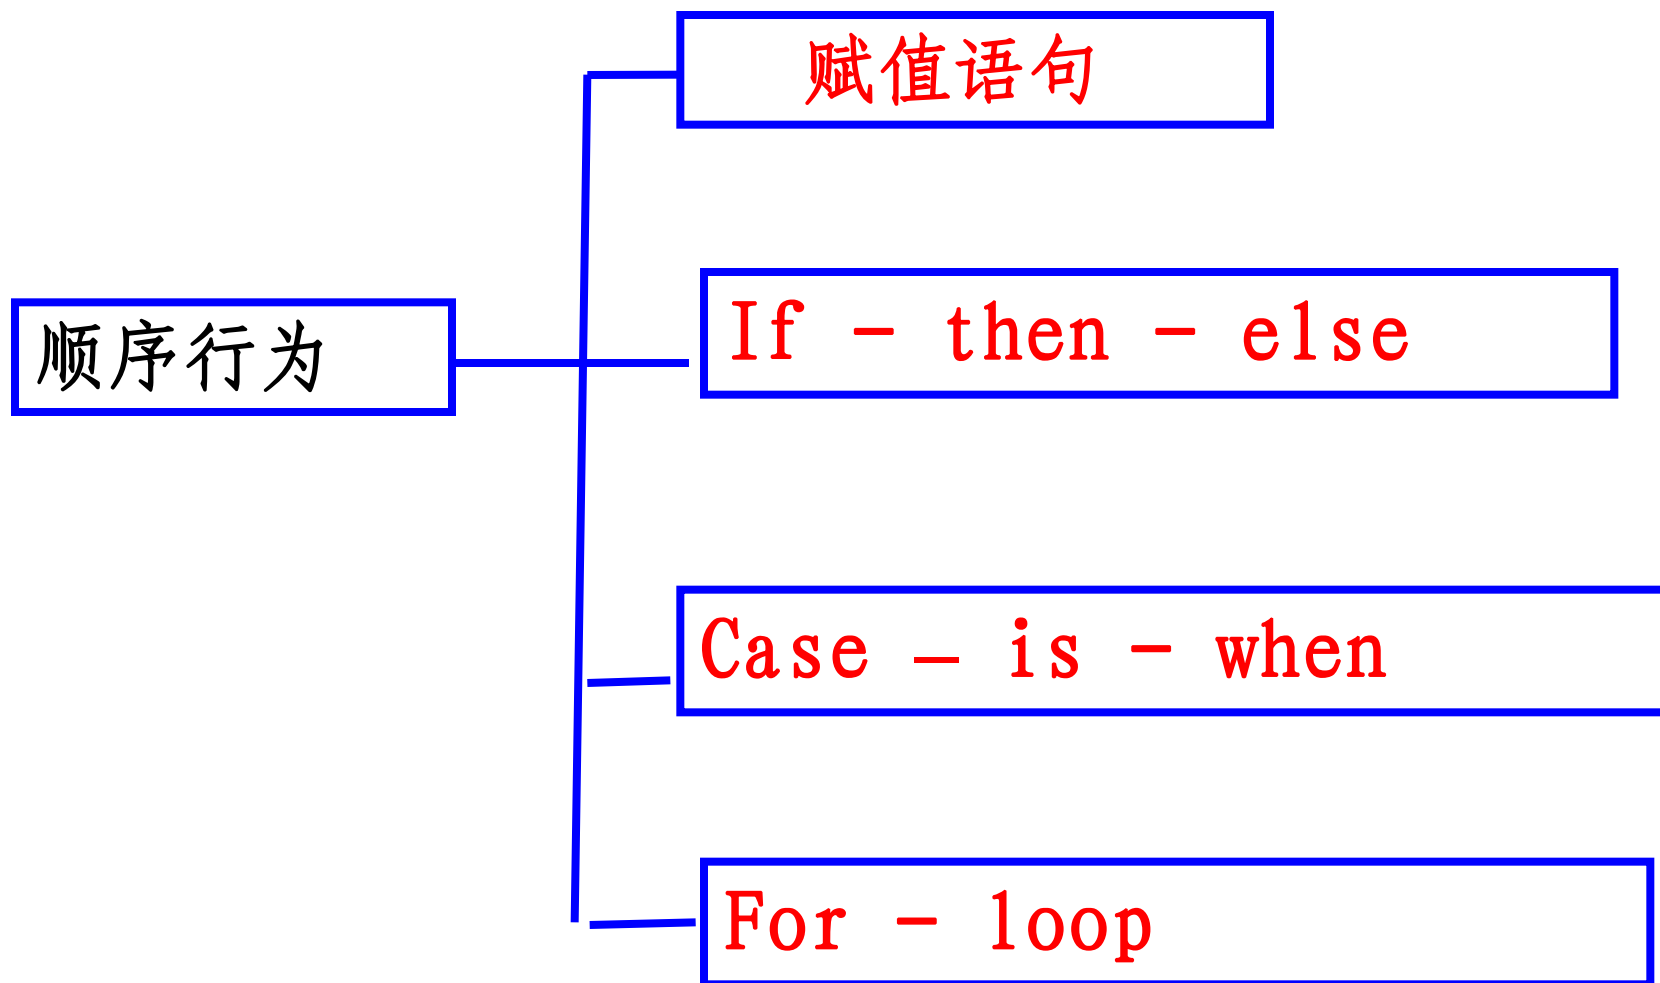 赋值语句
顺序行为
If - then - else
Case – is - when
For - loop